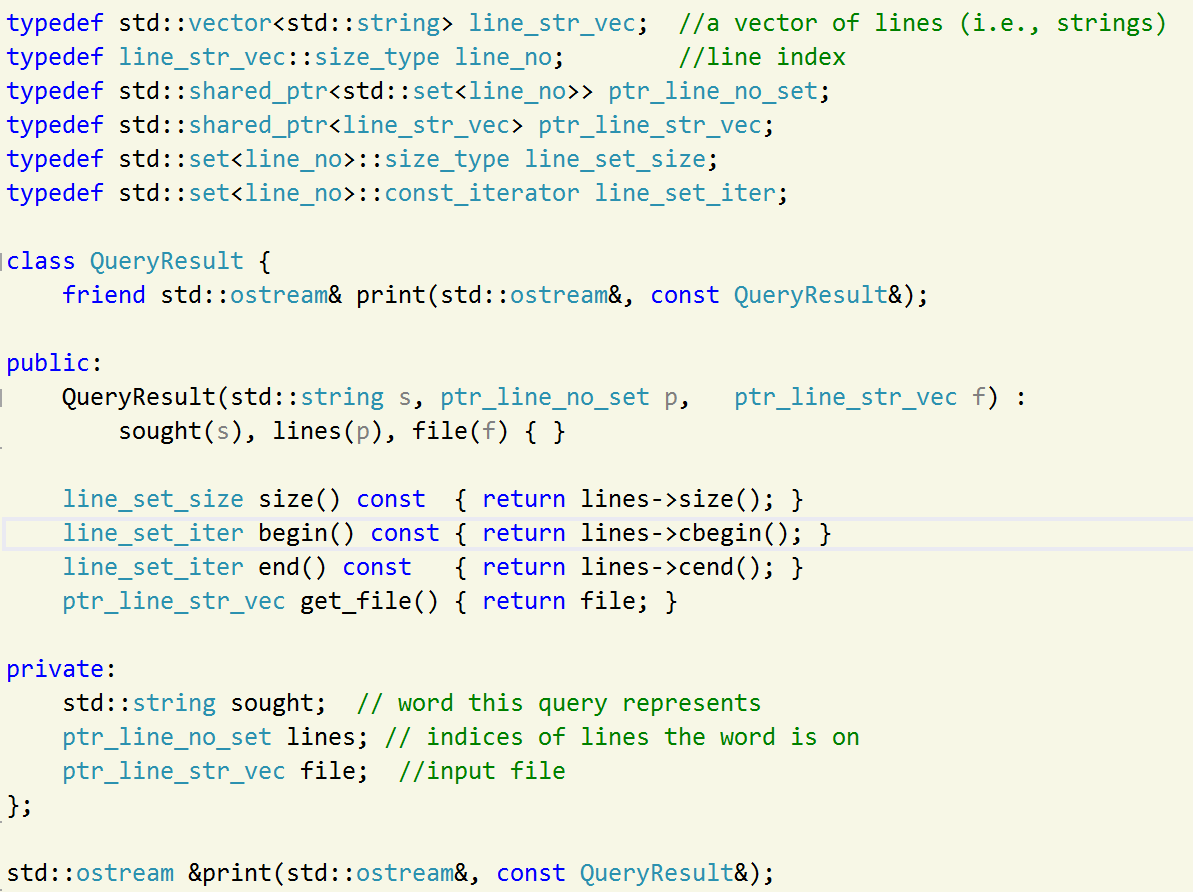 typedef std::vector<std::string> line_str_vec;  //a vector of lines (i.e., strings)
typedef line_str_vec::size_type line_no;        //line index
typedef std::shared_ptr<std::set<line_no>> ptr_line_no_set;
typedef std::shared_ptr<line_str_vec> ptr_line_str_vec;
typedef std::set<line_no>::size_type line_set_size;
typedef std::set<line_no>::const_iterator line_set_iter;

class QueryResult {
    friend std::ostream& print(std::ostream&, const QueryResult&);

public:
    QueryResult(std::string s, ptr_line_no_set p,   ptr_line_str_vec f) :
        sought(s), lines(p), file(f) { }

    line_set_size size() const  { return lines->size(); }
    line_set_iter begin() const { return lines->cbegin(); }
    line_set_iter end() const   { return lines->cend(); }
    ptr_line_str_vec get_file() { return file; }

private:
    std::string sought;  // word this query represents
    ptr_line_no_set lines; // indices of lines the word is on
    ptr_line_str_vec file;  //input file
};

std::ostream &print(std::ostream&, const QueryResult&);